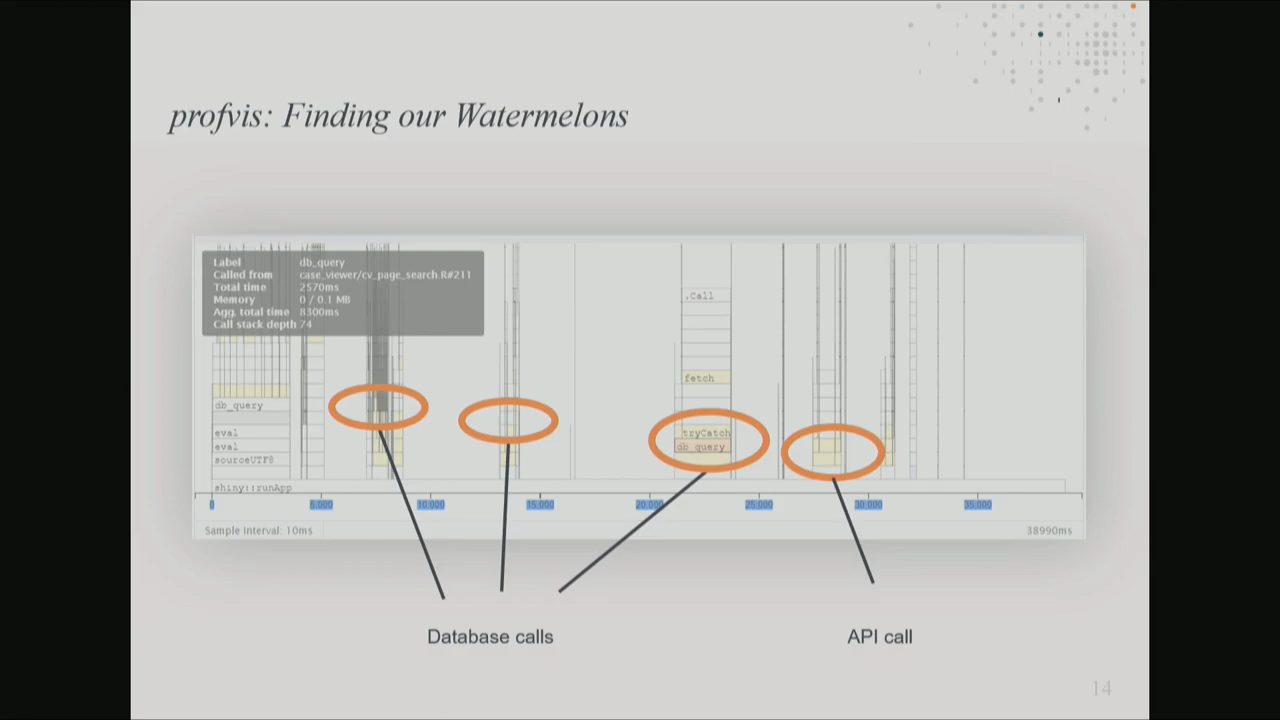 profvis: Finding our Watermelons
Label db_query
Called from case_viewer/cv_page_search.R#211
Total time 2570ms
Memory 0 / 0.1 MB
Agg. total time 8300ms
Call stack depth 74
.Call
fetch
db_query
tryCatch
eval
db_query
eval
sourceUTF8
shiny::runApp
0 5,000 10,000 15,000 20,000 25,000 30,000 35,000
Sample Interval: 10ms 38990ms
Database calls API call
14